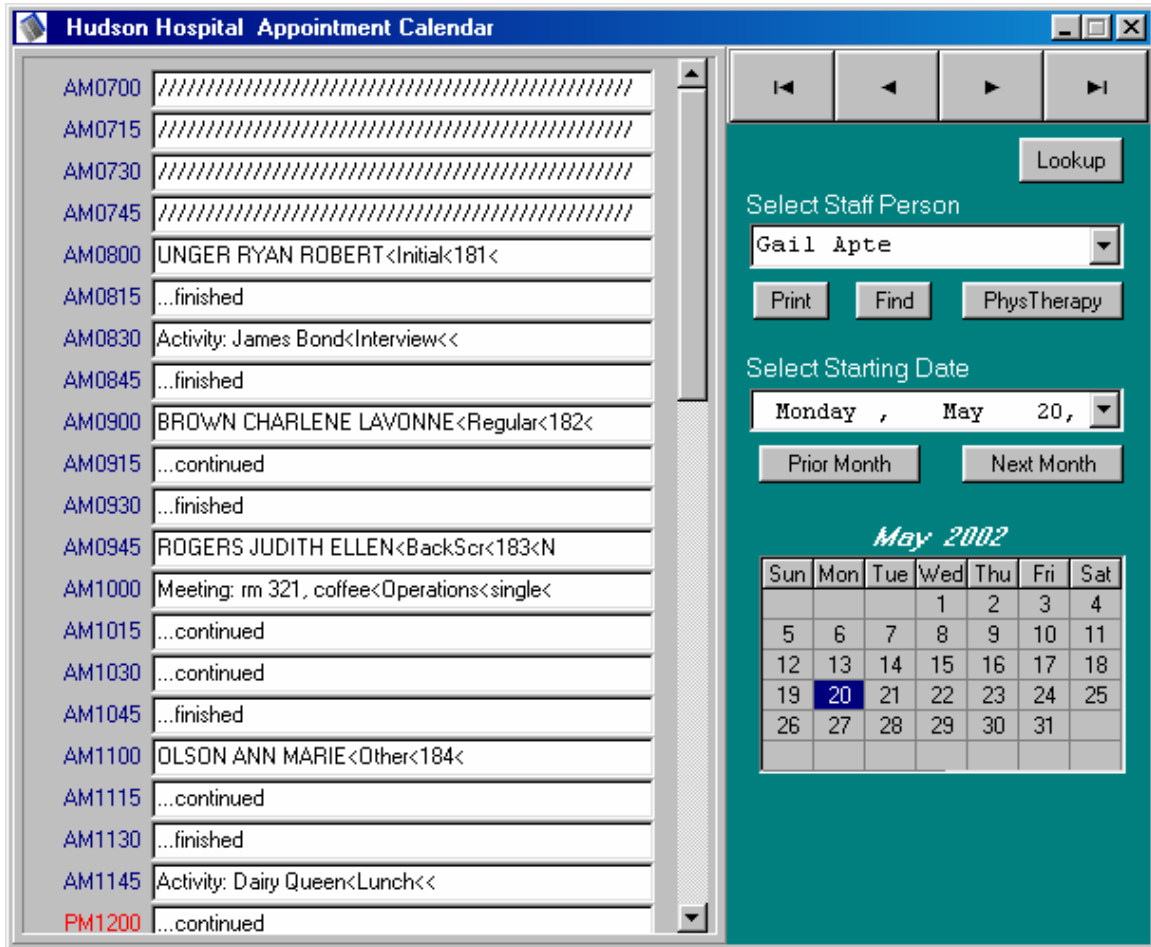 Hudson Hospital Appointment Calendar
AM0700 //////////////////////////////////////////////////
AM0715 //////////////////////////////////////////////////
AM0730 //////////////////////////////////////////////////
AM0745 //////////////////////////////////////////////////
AM0800 UNGER RYAN ROBERT<Initial<181<
AM0815 ...finished
AM0830 Activity: James Bond<Interview<<
AM0845 ...finished
AM0900 BROWN CHARLENE LAVONNE<Regular<182<
AM0915 ...continued
AM0930 ...finished
AM0945 ROGERS JUDITH ELLEN<BackScr<183<N
AM1000 Meeting: rm 321, coffee<Operations<single<
AM1015 ...continued
AM1030 ...continued
AM1045 ...finished
AM1100 OLSON ANN MARIE<Other<184<
AM1115 ...continued
AM1130 ...finished
AM1145 Activity: Dairy Queen<Lunch<<
PM1200 ...continued
Lookup
Select Staff Person
Gail Apte
Print Find PhysTherapy
Select Starting Date
Monday , May 20,
Prior Month Next Month
May 2002
Sun Mon Tue Wed Thu Fri Sat
1 2 3 4
5 6 7 8 9 10 11
12 13 14 15 16 17 18
19 20 21 22 23 24 25
26 27 28 29 30 31